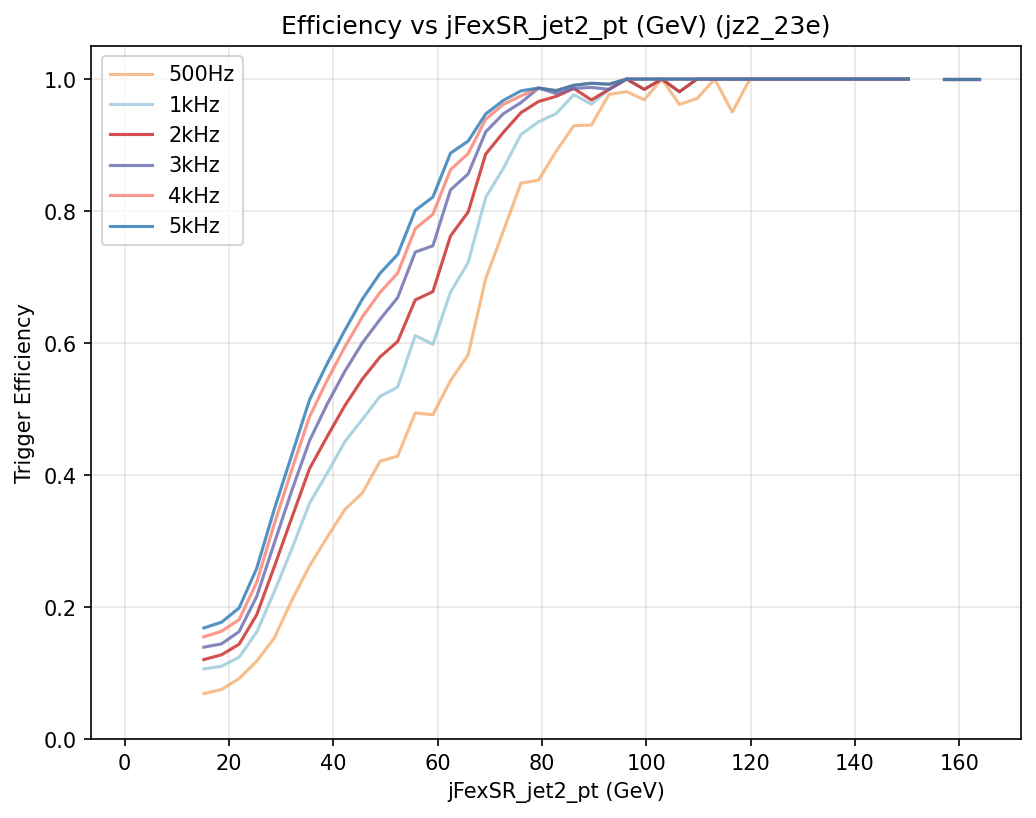 Efficiency vs jFexSR_jet2_pt (GeV) (jz2_23e)
500Hz
1kHz
2kHz
3kHz
4kHz
5kHz
Trigger Efficiency
1.0
0.8
0.6
0.4
0.2
0.0
0 20 40 60 80 100 120 140 160
jFexSR_jet2_pt (GeV)